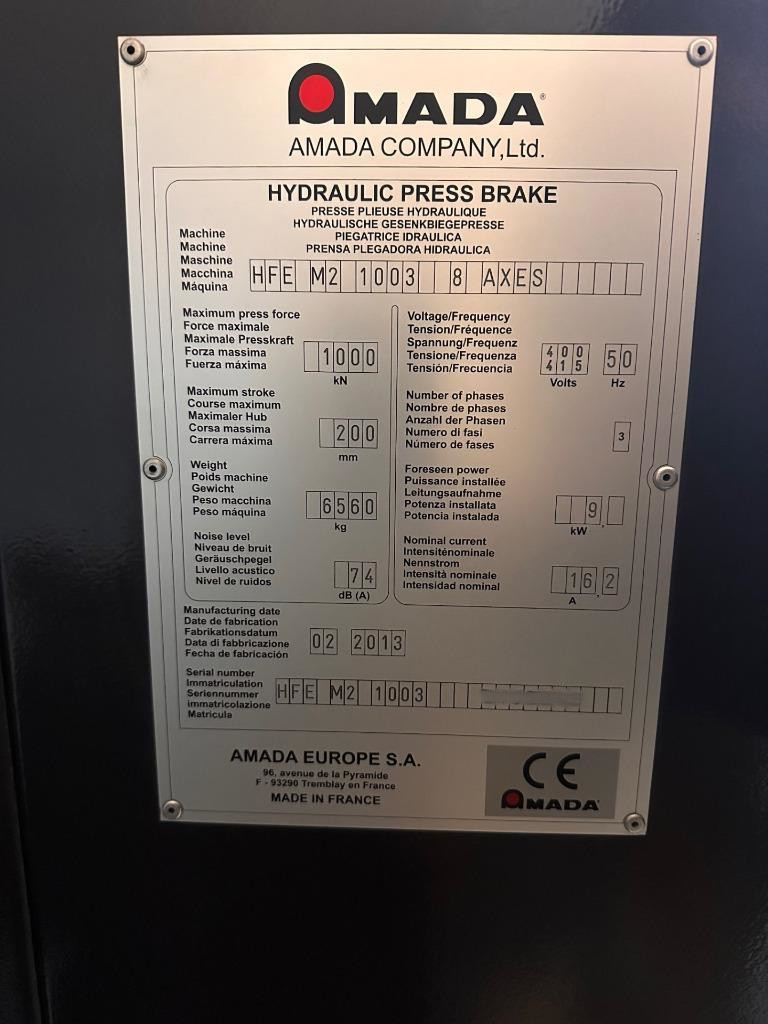 AMADA®
AMADA COMPANY,Ltd.
HYDRAULIC PRESS BRAKE
PRESSE PLIEUSE HYDRAULIQUE
HYDRAULISCHE GESENKBIEGEPRESSE
PIEGATRICE IDRAULICA
PRENSA PLEGADORA HIDRAULICA
Machine
Machine
Maschine
Macchina
Máquina
HFE M2 1003 8 AXES
Maximum press force
Force maximale
Maximale Presskraft
Forza massima
Fuerza máxima
1000
kN
Maximum stroke
Course maximum
Maximaler Hub
Corsa massima
Carrera máxima
200
mm
Weight
Poids machine
Gewicht
Peso macchina
Peso máquina
6560
kg
Noise level
Niveau de bruit
Geräuschpegel
Livello acustico
Nivel de ruidos
74
dB (A)
Voltage/Frequency
Tension/Fréquence
Spannung/Frequenz
Tensione/Frequenza
Tensión/Frecuencia
400
415
Volts
50
Hz
Number of phases
Nombre de phases
Anzahl der Phasen
Numero di fasi
Número de fases
3
Foreseen power
Puissance installée
Leitungsaufnahme
Potenza installata
Potencia instalada
9,
kW
Nominal current
Intensiténominale
Nennstrom
Intensità nominale
Intensidad nominal
16,2
A
Manufacturing date
Date de fabrication
Fabrikationsdatum
Data di fabbricazione
Fecha de fabricación
02 2013
Serial number
Immatriculation
Seriennummer
immatricolazione
Matricula
HFE M2 1003
AMADA EUROPE S.A.
96, avenue de la Pyramide
F - 93290 Tremblay en France
MADE IN FRANCE
CE
AMADA